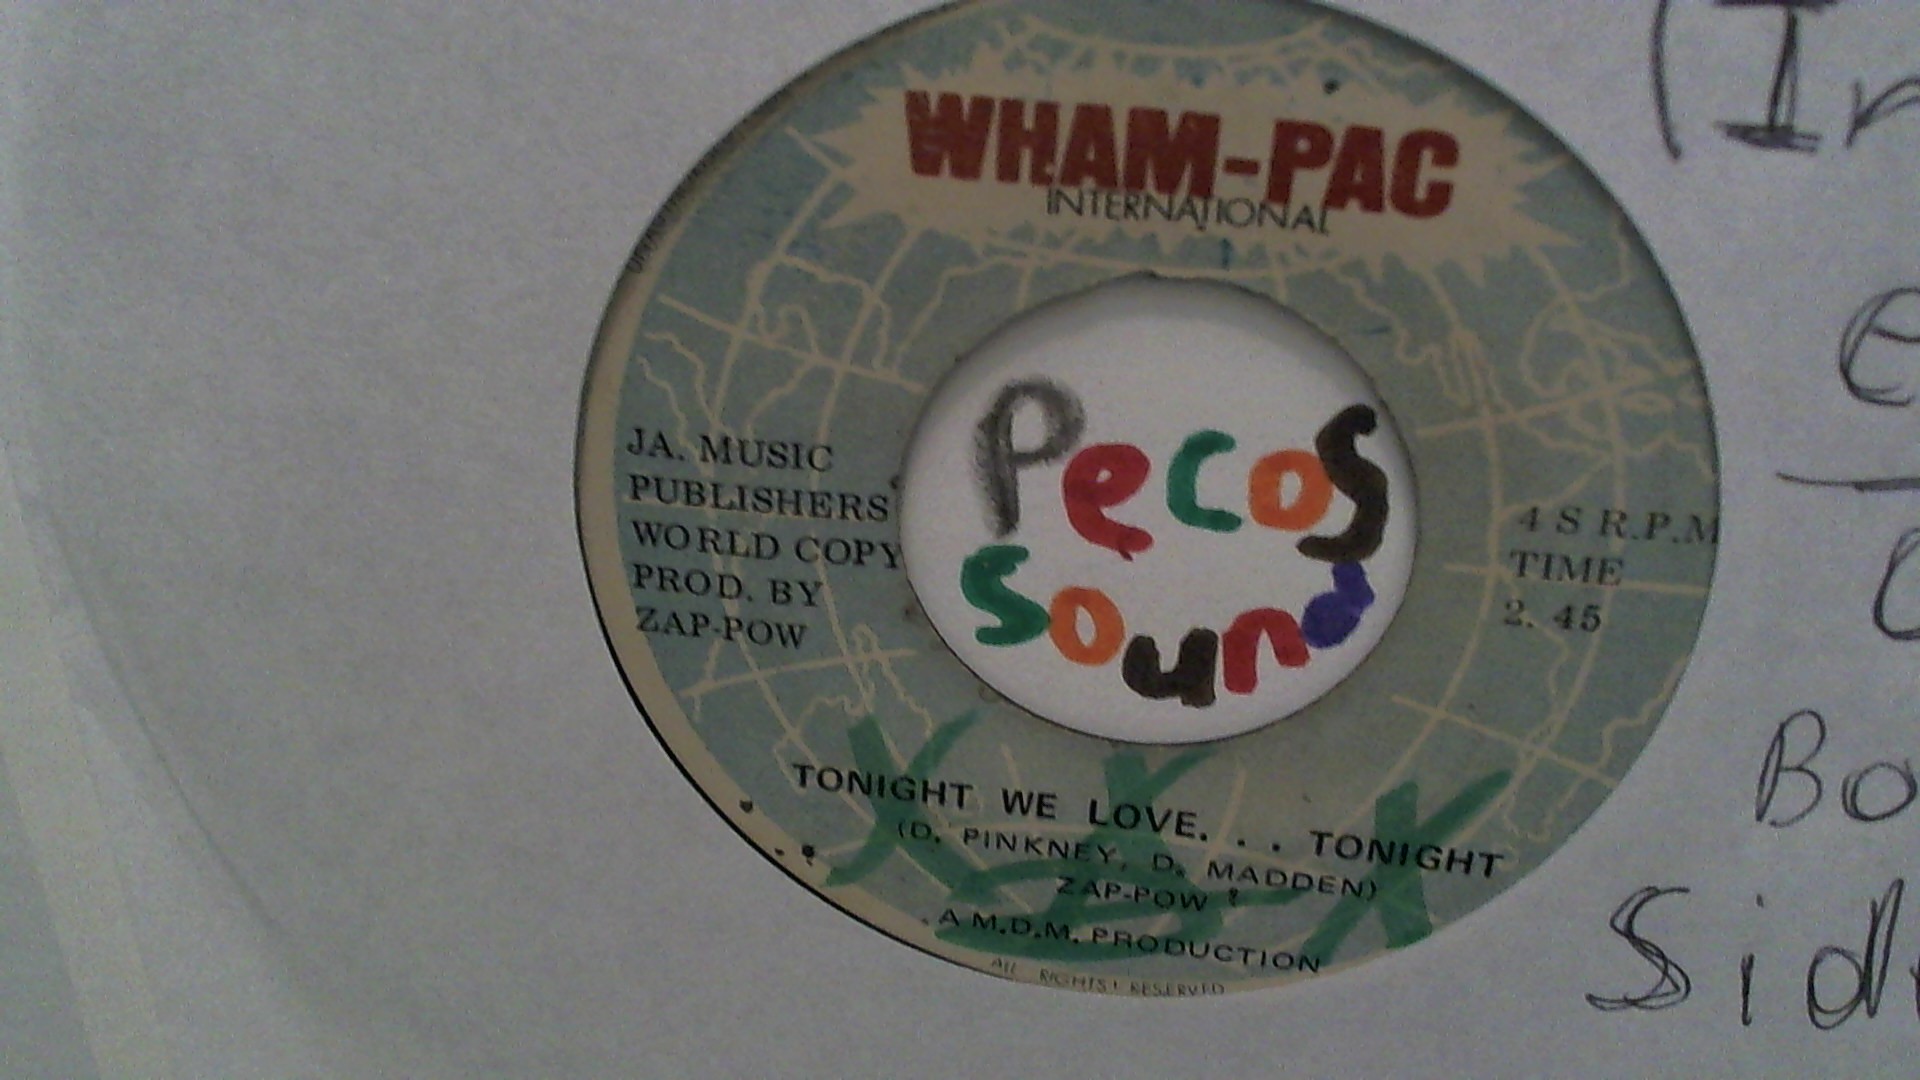 WHAM-PAC
INTERNATIONAL
JA. MUSIC
PUBLISHERS
WORLD COPY
PROD. BY
ZAP-POW
Pecos
Sound
4 S R.P.M
TIME
2. 45
TONIGHT WE LOVE. . . TONIGHT
(D. PINKNEY, D. MADDEN)
ZAP-POW
A M.D.M. PRODUCTION
ALL RIGHTS RESERVED
(In
e
Bo
Sid